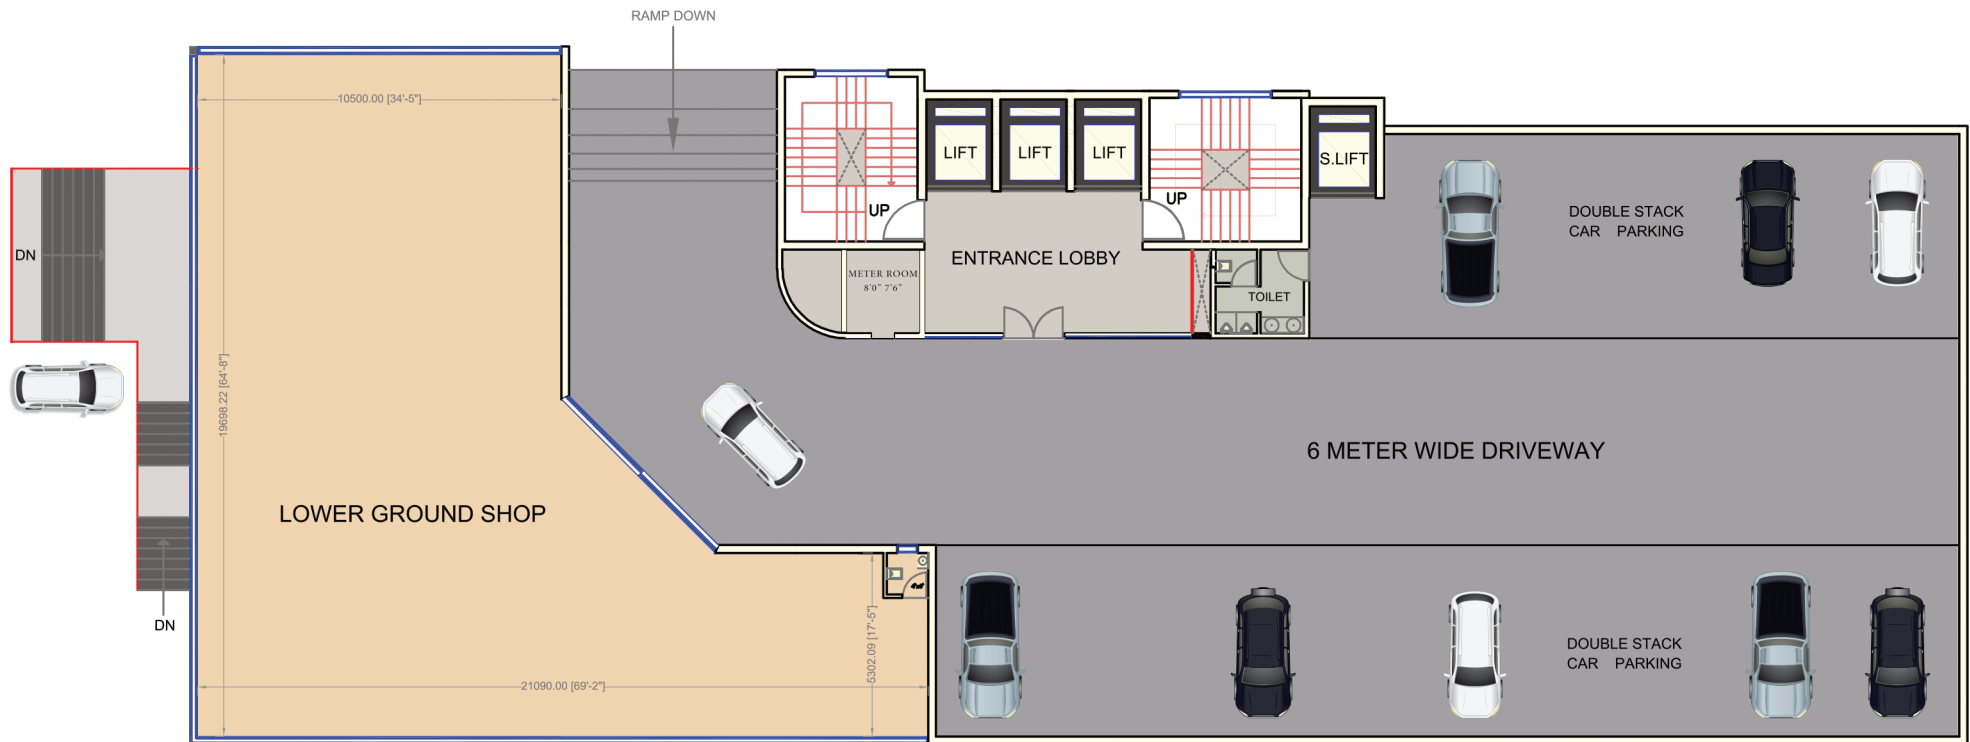 RAMP DOWN
10500.00 [34'-5"]
LIFT
LIFT
LIFT
S.LIFT
UP
UP
DOUBLE STACK
CAR PARKING
DN
ENTRANCE LOBBY
METER ROOM
8'0" 7'6"
TOILET
19698.22 [64'-8"]
6 METER WIDE DRIVEWAY
LOWER GROUND SHOP
DN
5302.09 [17'-5"]
DOUBLE STACK
CAR PARKING
21090.00 [69'-2"]